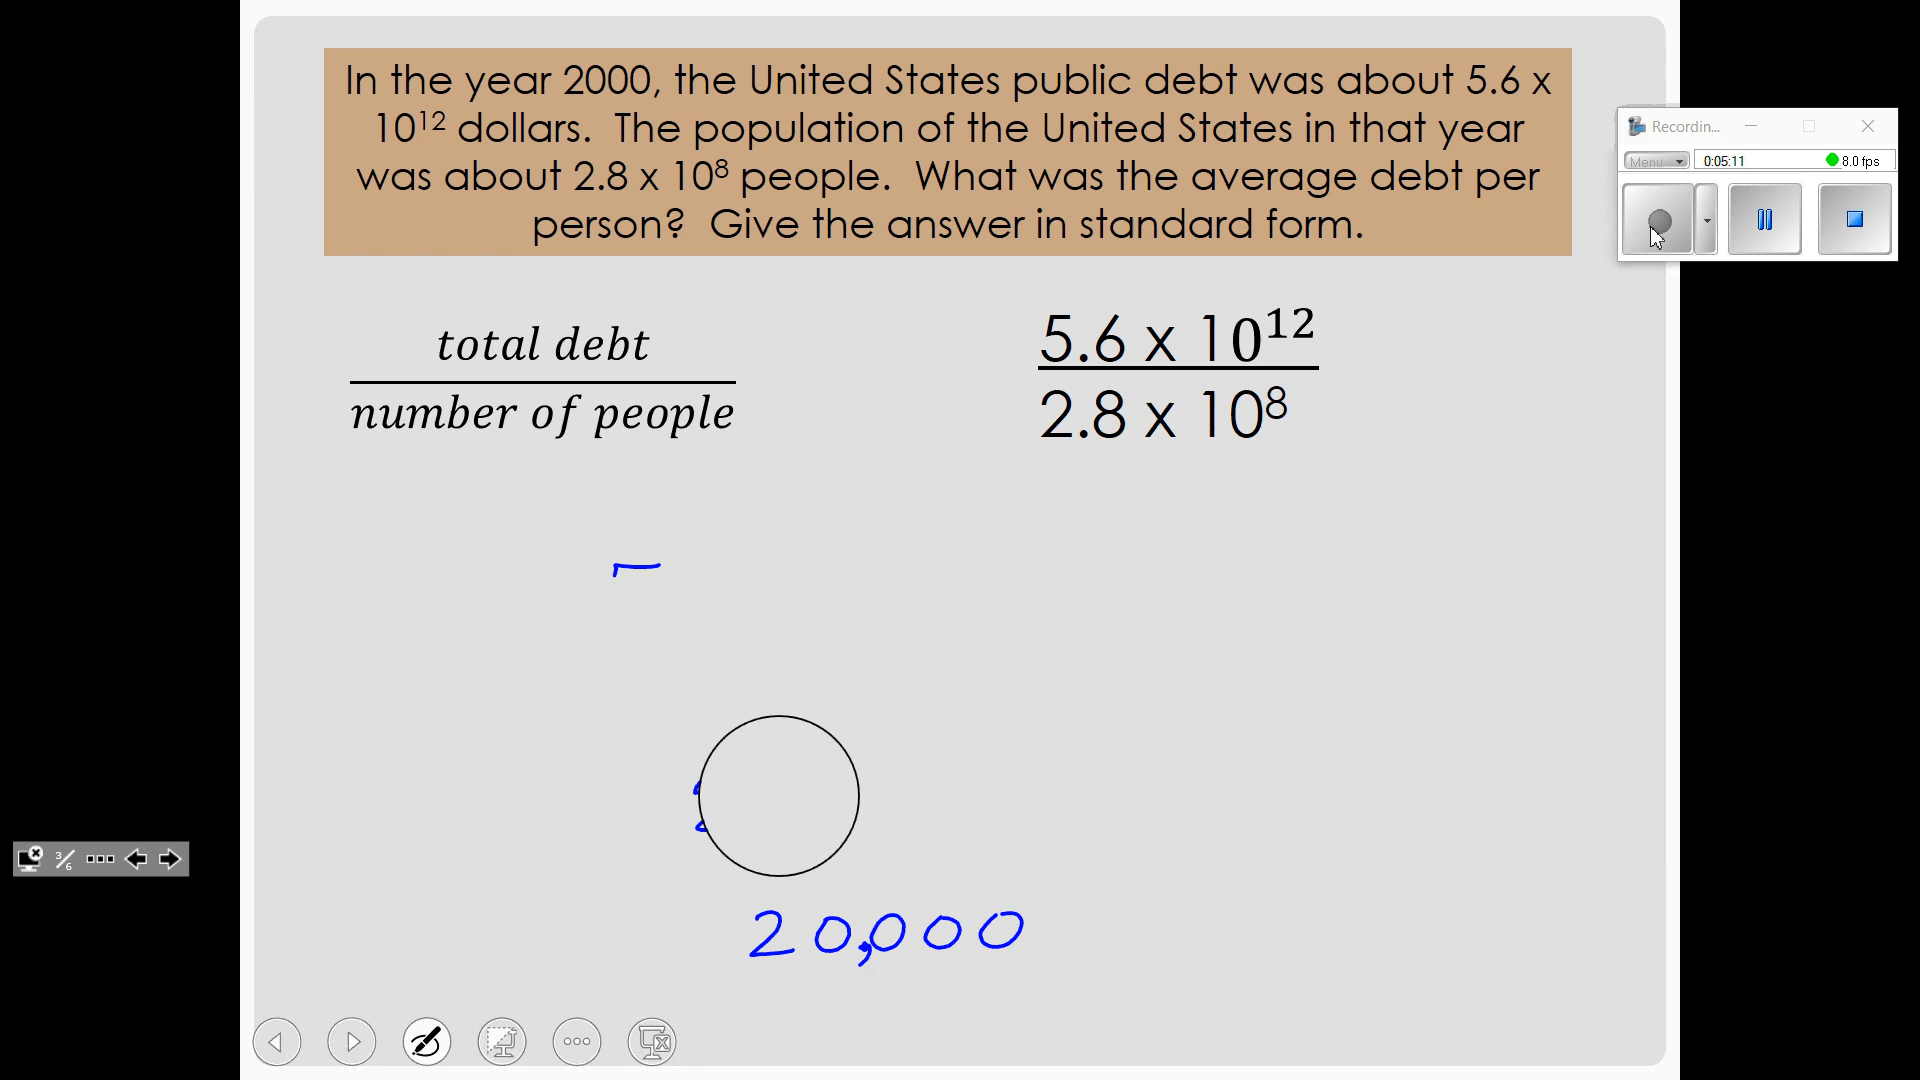 In the year 2000, the United States public debt was about 5.6 x
10¹² dollars. The population of the United States in that year
was about 2.8 x 10⁸ people. What was the average debt per
person? Give the answer in standard form.
Recordin...
Menu 0:05:11 8.0 fps
total debt
number of people
5.6 x 10¹²
2.8 x 10⁸
20,000
3/6